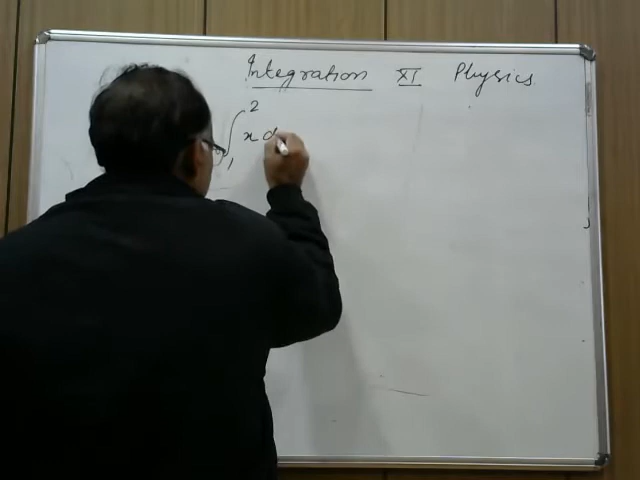 Integration XI Physics
∫₁² x d